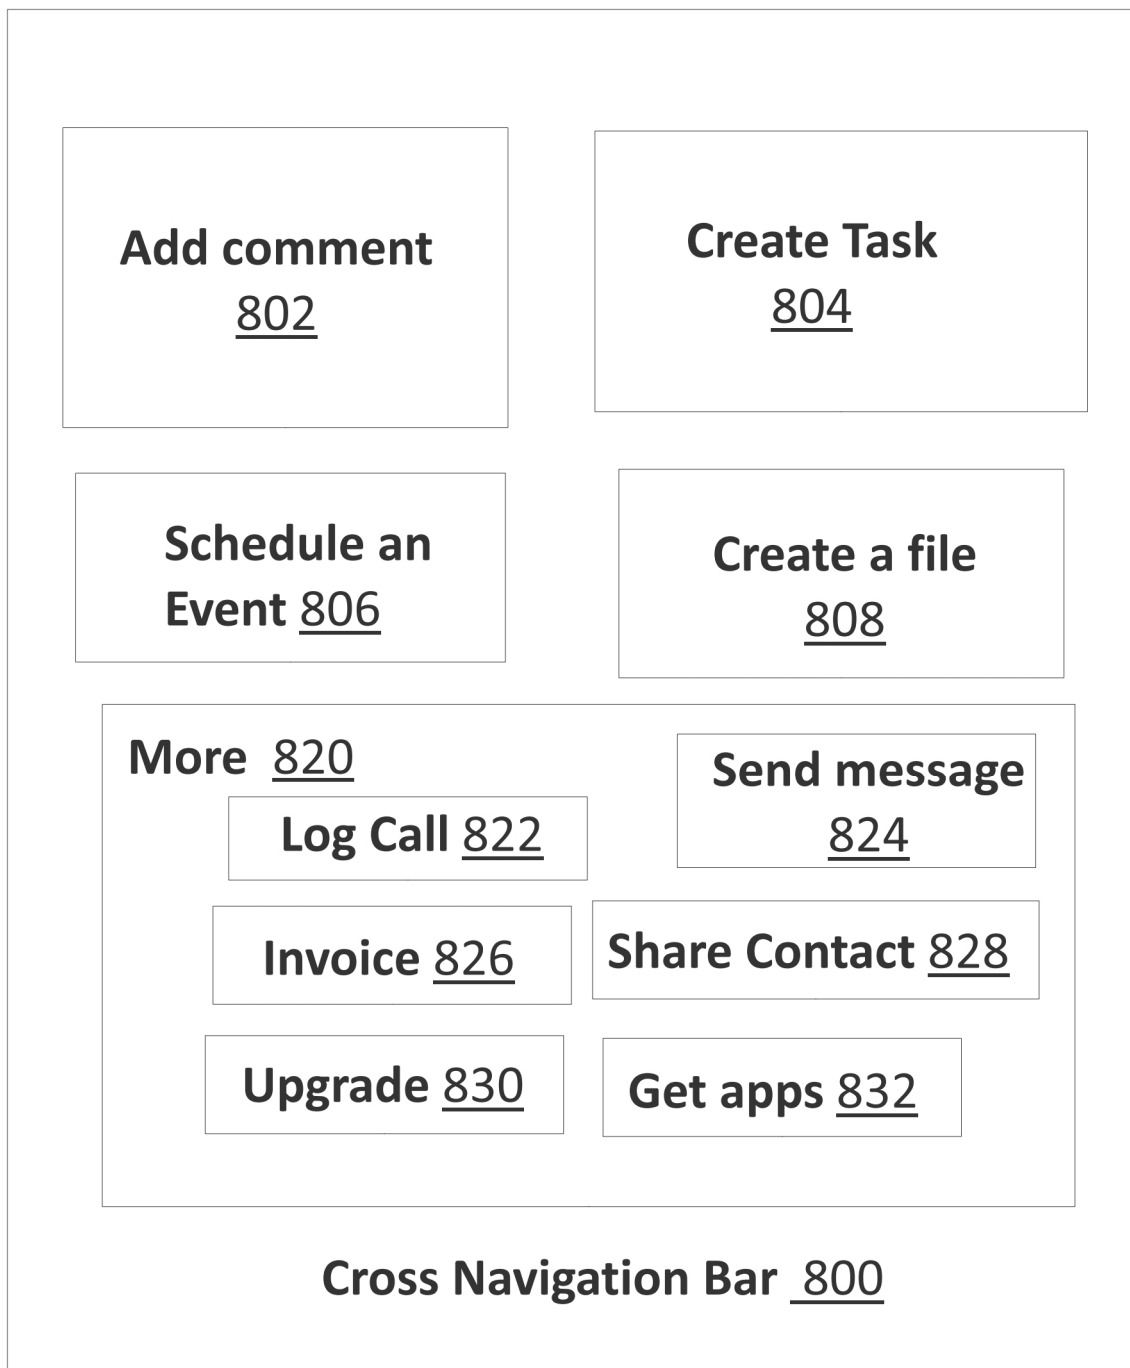 Add comment
802
Create Task
804
Schedule an
Event 806
Create a file
808
More 820
Send message
824
Log Call 822
Invoice 826
Share Contact 828
Upgrade 830
Get apps 832
Cross Navigation Bar 800